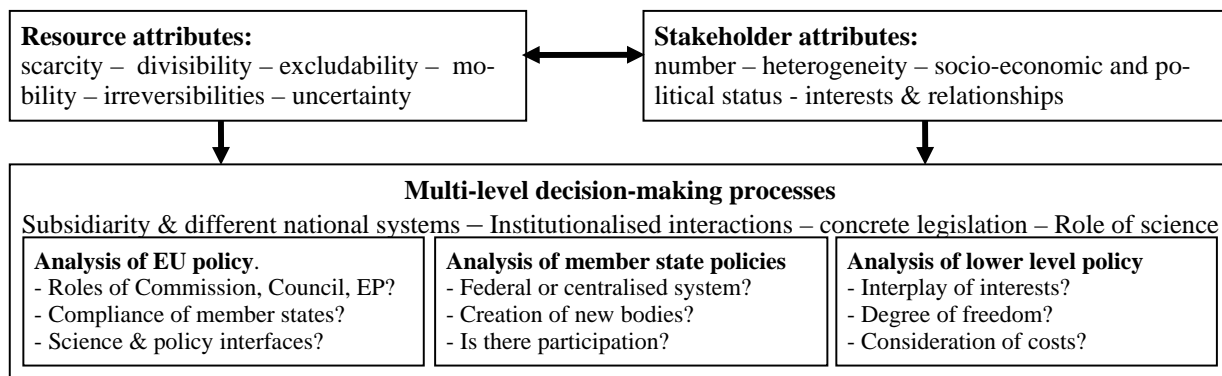 Resource attributes:
scarcity – divisibility – excludability – mo-
bility – irreversibilities – uncertainty
Stakeholder attributes:
number – heterogeneity – socio-economic and po-
litical status - interests & relationships
Multi-level decision-making processes
Subsidiarity & different national systems – Institutionalised interactions – concrete legislation – Role of science
Analysis of EU policy.
- Roles of Commission, Council, EP?
- Compliance of member states?
- Science & policy interfaces?
Analysis of member state policies
- Federal or centralised system?
- Creation of new bodies?
- Is there participation?
Analysis of lower level policy
- Interplay of interests?
- Degree of freedom?
- Consideration of costs?